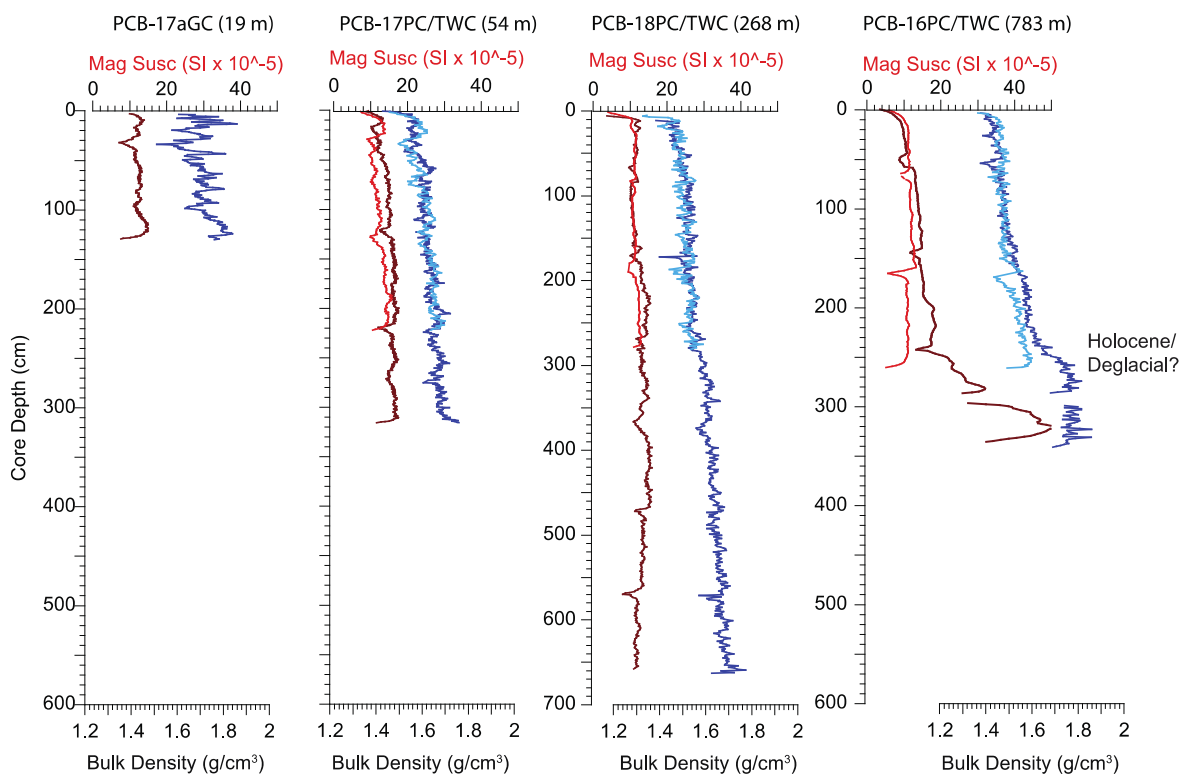 PCB-17aGC (19 m)
Mag Susc (SI x 10^-5)
0 20 40
0
100
200
300
400
500
600
Core Depth (cm)
1.2 1.4 1.6 1.8 2
Bulk Density (g/cm³)
PCB-17PC/TWC (54 m)
Mag Susc (SI x 10^-5)
0 20 40
0
100
200
300
400
500
600
1.2 1.4 1.6 1.8 2
Bulk Density (g/cm³)
PCB-18PC/TWC (268 m)
Mag Susc (SI x 10^-5)
0 20 40
0
100
200
300
400
500
600
700
1.2 1.4 1.6 1.8 2
Bulk Density (g/cm³)
PCB-16PC/TWC (783 m)
Mag Susc (SI x 10^-5)
0 20 40
0
100
200
300
400
500
600
Holocene/
Deglacial?
1.2 1.4 1.6 1.8 2
Bulk Density (g/cm³)